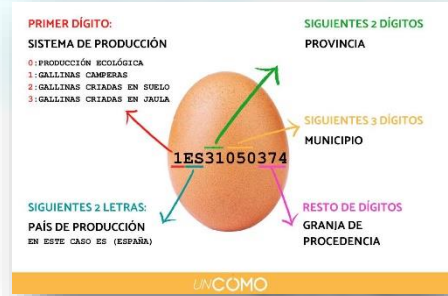 PRIMER DÍGITO:
SISTEMA DE PRODUCCIÓN
0:PRODUCCIÓN ECOLÓGICA
1:GALLINAS CAMPERAS
2:GALLINAS CRIADAS EN SUELO
3:GALLINAS CRIADAS EN JAULA
SIGUIENTES 2 DÍGITOS
PROVINCIA
SIGUIENTES 3 DÍGITOS
MUNICIPIO
1ES31050374
SIGUIENTES 2 LETRAS:
PAÍS DE PRODUCCIÓN
EN ESTE CASO ES (ESPAÑA)
RESTO DE DÍGITOS
GRANJA DE
PROCEDENCIA
UNCOMO